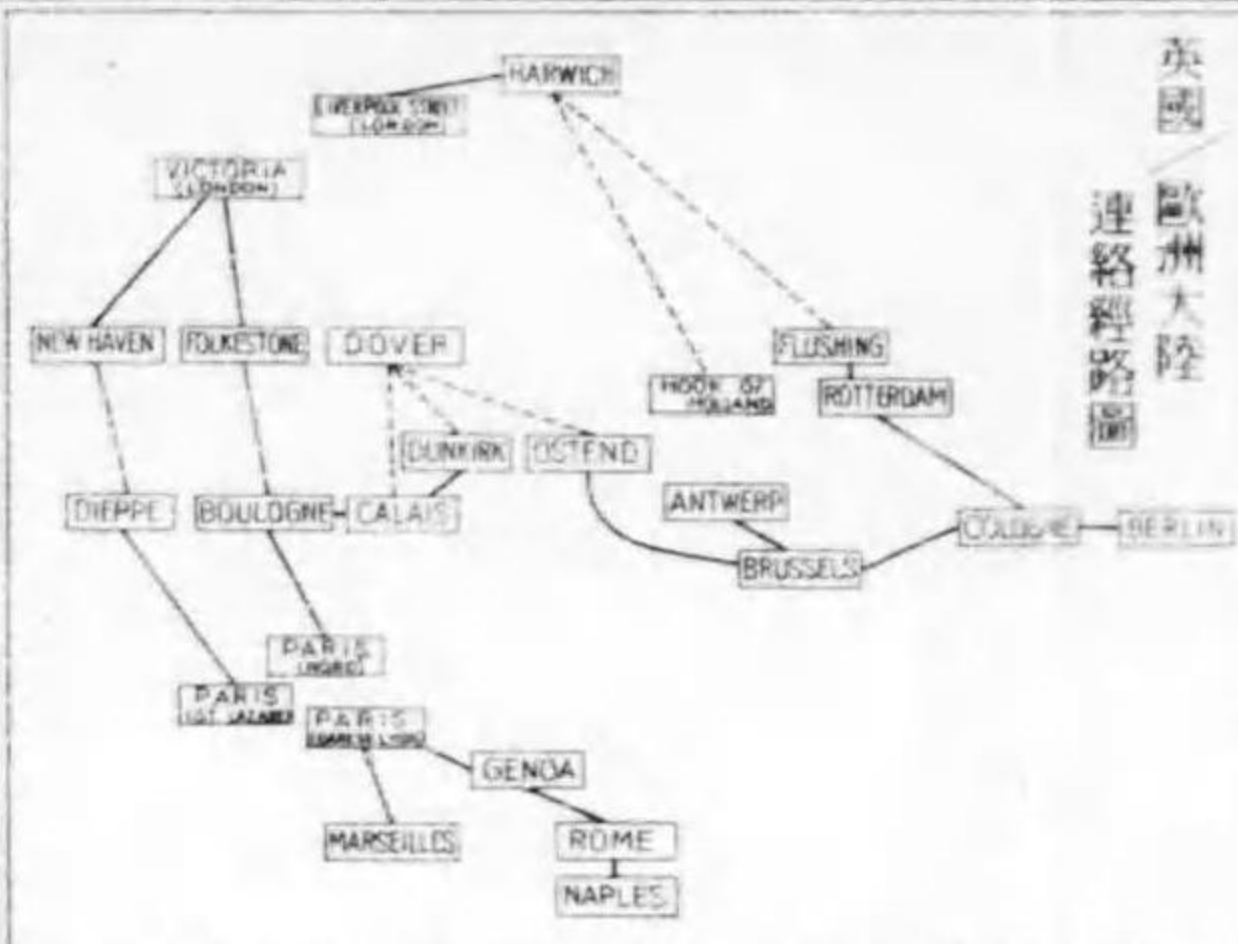 英國／歐洲大陸
連絡經路圖
HARWICH
LIVERPOOL STREET
(LONDON)
VICTORIA
(LONDON)
NEW HAVEN
FOLKESTONE
DOVER
FLUSHING
HOOK OF
HOLLAND
ROTTERDAM
DUNKIRK
OSTEND
DIEPPE
BOULOGNE
CALAIS
ANTWERP
COLOGNE
BERLIN
BRUSSELS
PARIS
(NORD)
PARIS
(ST LAZARE)
PARIS
GENOA
MARSEILLES
ROME
NAPLES